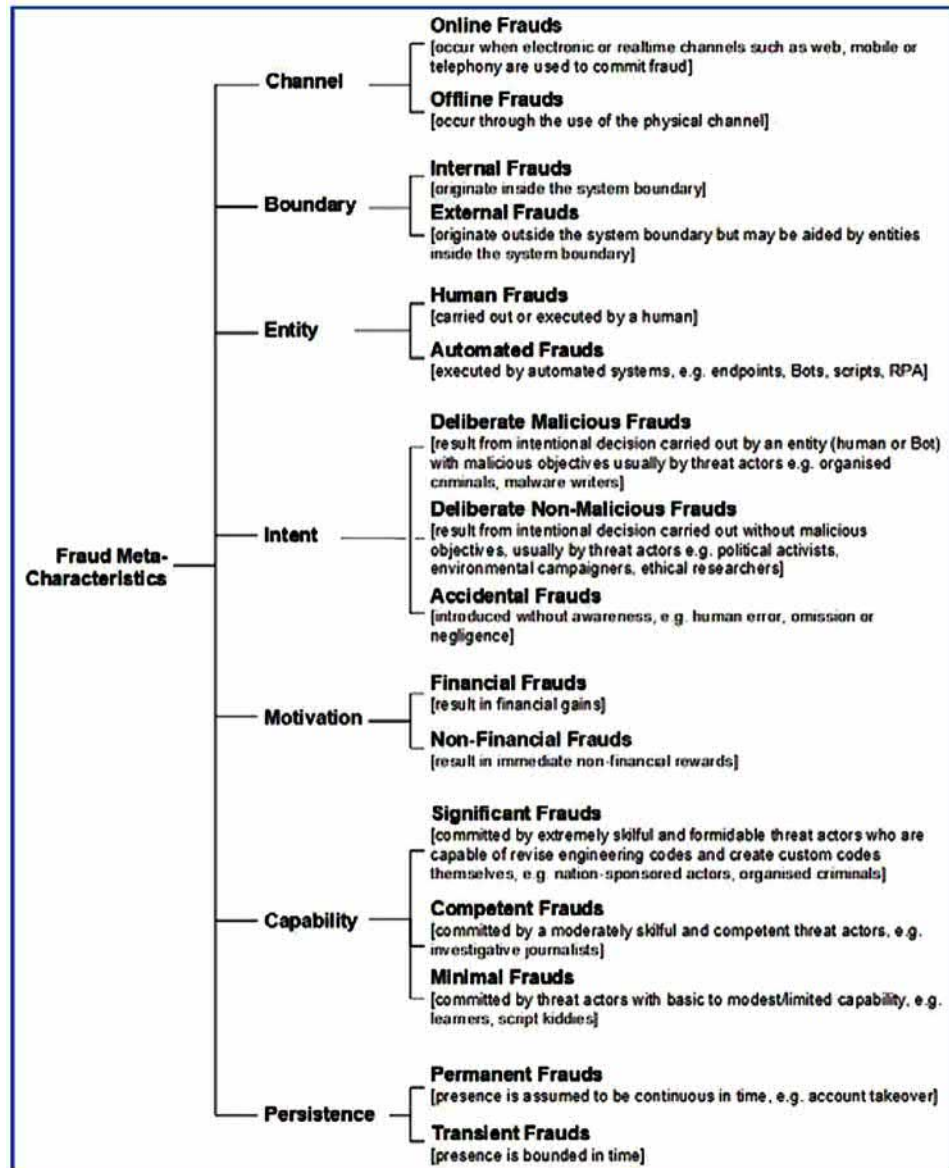 Fraud Meta-
Characteristics
Channel
Online Frauds
[occur when electronic or realtime channels such as web, mobile or
telephony are used to commit fraud]
Offline Frauds
[occur through the use of the physical channel]
Boundary
Internal Frauds
[originate inside the system boundary]
External Frauds
[originate outside the system boundary but may be aided by entities
inside the system boundary]
Entity
Human Frauds
[carried out or executed by a human]
Automated Frauds
[executed by automated systems, e.g. endpoints, Bots, scripts, RPA]
Intent
Deliberate Malicious Frauds
[result from intentional decision carried out by an entity (human or Bot)
with malicious objectives usually by threat actors e.g. organised
criminals, malware writers]
Deliberate Non-Malicious Frauds
[result from intentional decision carried out without malicious
objectives, usually by threat actors e.g. political activists,
environmental campaigners, ethical researchers]
Accidental Frauds
[introduced without awareness, e.g. human error, omission or
negligence]
Motivation
Financial Frauds
[result in financial gains]
Non-Financial Frauds
[result in immediate non-financial rewards]
Capability
Significant Frauds
[committed by extremely skilful and formidable threat actors who are
capable of revise engineering codes and create custom codes
themselves, e.g. nation-sponsored actors, organised criminals]
Competent Frauds
[committed by a moderately skilful and competent threat actors, e.g.
investigative journalists]
Minimal Frauds
[committed by threat actors with basic to modest/limited capability, e.g.
learners, script kiddies]
Persistence
Permanent Frauds
[presence is assumed to be continuous in time, e.g. account takeover]
Transient Frauds
[presence is bounded in time]